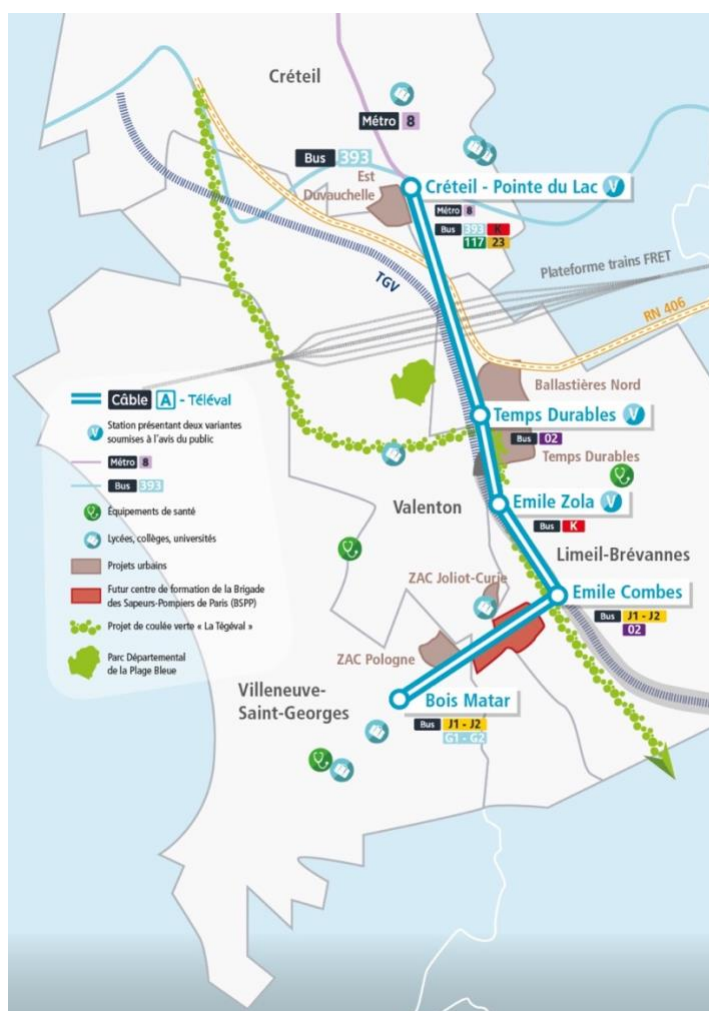 Créteil
Métro 8
Bus 393
Est
Duvauchelle
Créteil - Pointe du Lac V
Métro 8
Bus 393 K
117 23
Plateforme trains FRET
TGV
RN 406
Câble A - Téléval
Station présentant deux variantes
soumises à l'avis du public
V
Métro 8
Bus 393
Équipements de santé
Lycées, collèges, universités
Projets urbains
Futur centre de formation de la Brigade
des Sapeurs-Pompiers de Paris (BSPP)
Projet de coulée verte « La Tégéval »
Parc Départemental
de la Plage Bleue
Ballastières Nord
Temps Durables V
Bus 02
Temps Durables
Valenton
Emile Zola V
Bus K
Limeil-Brévannes
ZAC Joliot-Curie
Emile Combes
Bus J1 - J2
02
ZAC Pologne
Villeneuve-
Saint-Georges
Bois Matar
Bus J1 - J2
G1 - G2